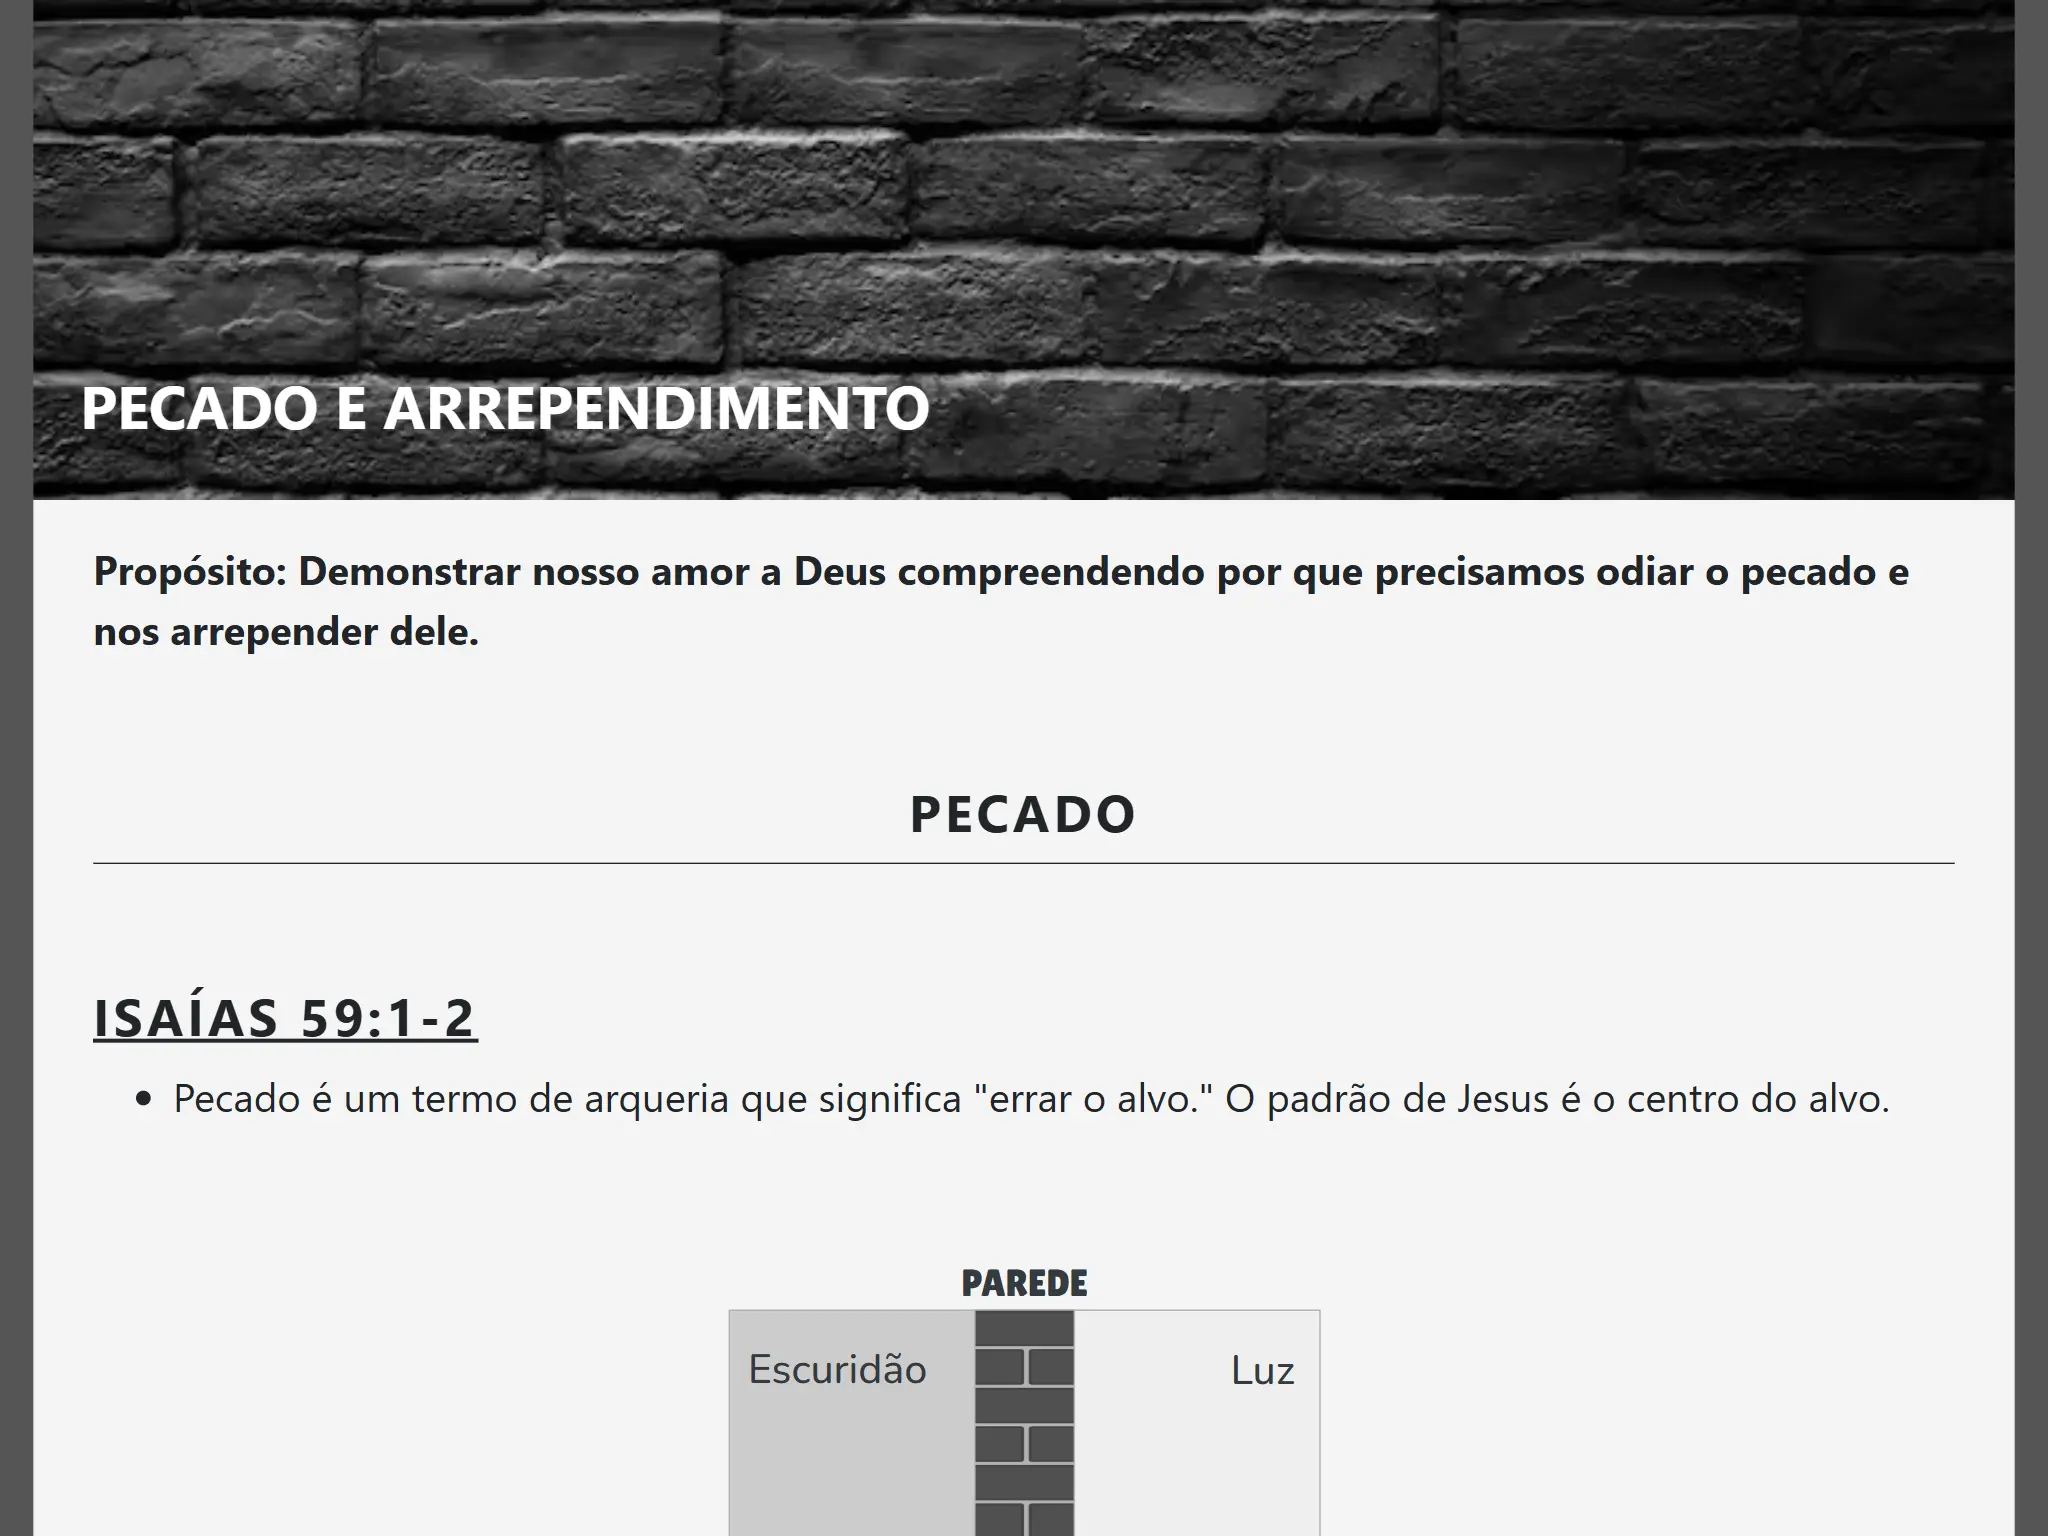 PECADO E ARREPENDIMENTO
Propósito: Demonstrar nosso amor a Deus compreendendo por que precisamos odiar o pecado e
nos arrepender dele.
PECADO
ISAÍAS 59:1-2
• Pecado é um termo de arqueria que significa "errar o alvo." O padrão de Jesus é o centro do alvo.
PAREDE
Escuridão
Luz